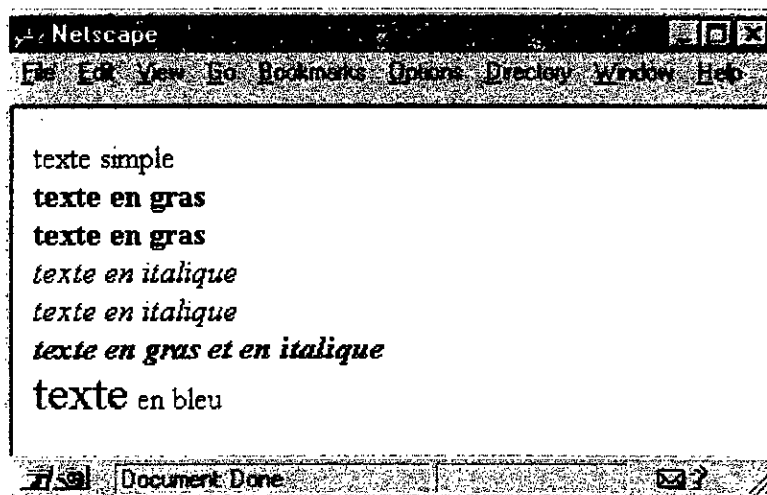 Netscape
File Edit View Go Bookmarks Options Directory Window Help
texte simple
texte en gras
texte en gras
texte en italique
texte en italique
texte en gras et en italique
texte en bleu
Document: Done